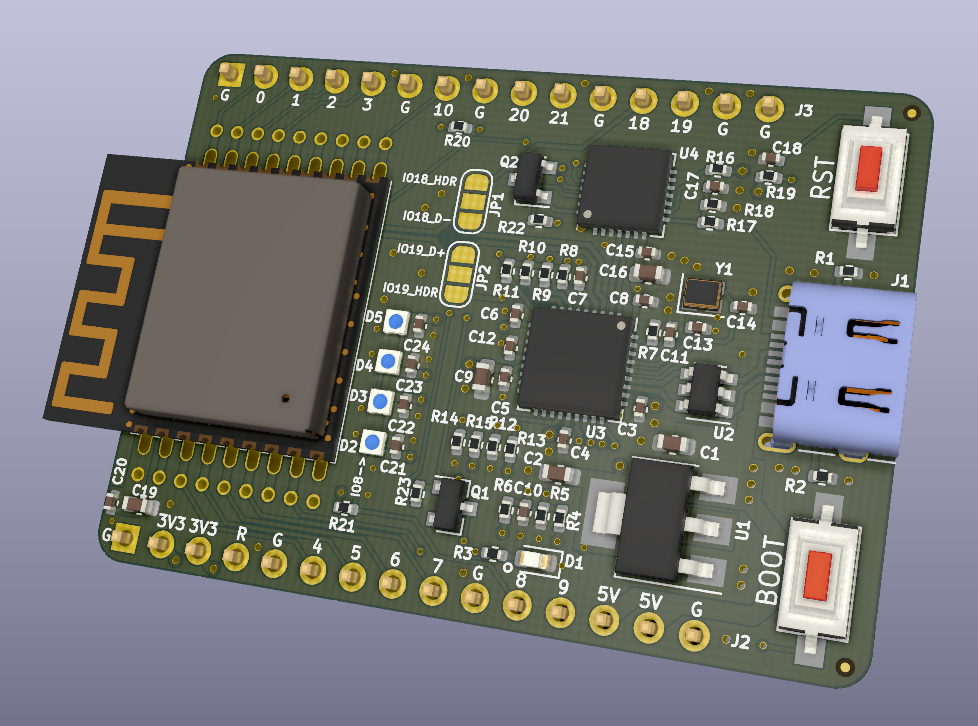 G 0 1 2 3 G 10 G 20 21 G 18 19 G G
J3
R20
Q2
U4
R16
C18
C17
R19
R18
R17
RST
IO18_HDR
JP1
IO18_D-
R22
IO19_D+
JP2
IO19_HDR
R10
R8
R11
R9
C7
C15
C16
C8
Y1
C14
R1
J1
D5
C24
D4
C23
D3
C22
D2
C21
IO8->
C6
C12
C9
C5
R7
C11
C13
U3
C3
U2
R14
R15
R12
R13
C4
C2
C1
R5
R2
C20
C19
R21
R23
Q1
R6
C10
R4
R3
D1
U1
BOOT
G 3V3 3V3 R G 4 5 6 7 G 8 9 5V 5V G
J2